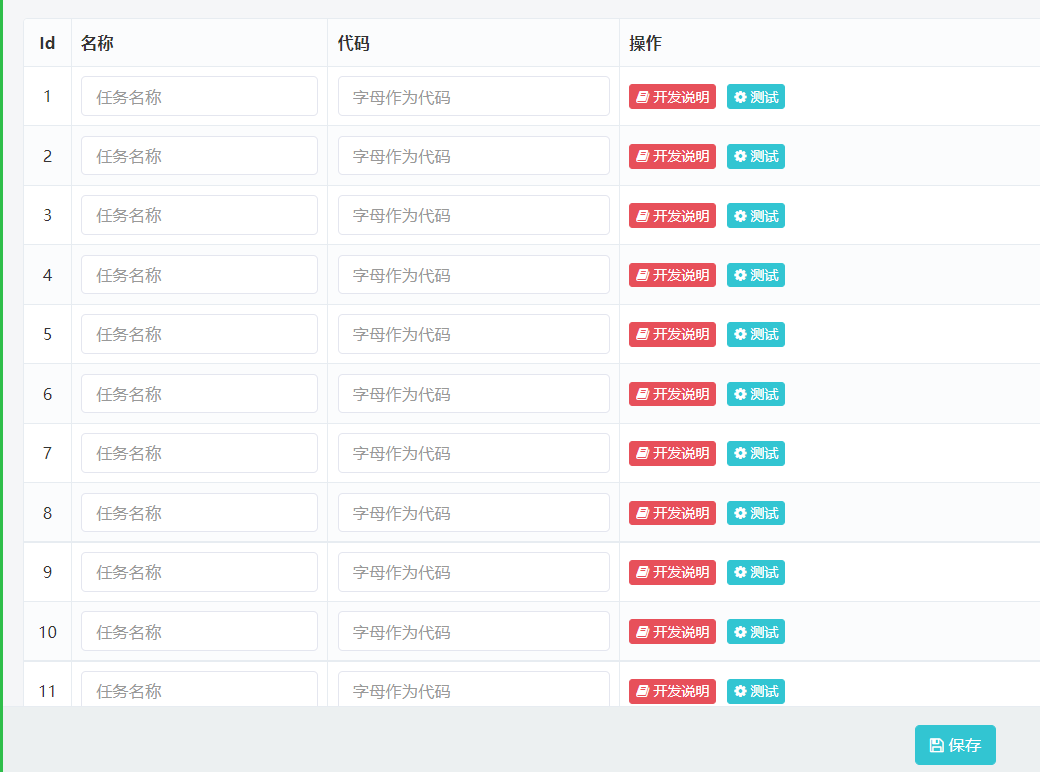 Id 名称 代码 操作
1 任务名称 字母作为代码 开发说明 测试
2 任务名称 字母作为代码 开发说明 测试
3 任务名称 字母作为代码 开发说明 测试
4 任务名称 字母作为代码 开发说明 测试
5 任务名称 字母作为代码 开发说明 测试
6 任务名称 字母作为代码 开发说明 测试
7 任务名称 字母作为代码 开发说明 测试
8 任务名称 字母作为代码 开发说明 测试
9 任务名称 字母作为代码 开发说明 测试
10 任务名称 字母作为代码 开发说明 测试
11 任务名称 字母作为代码 开发说明 测试
保存